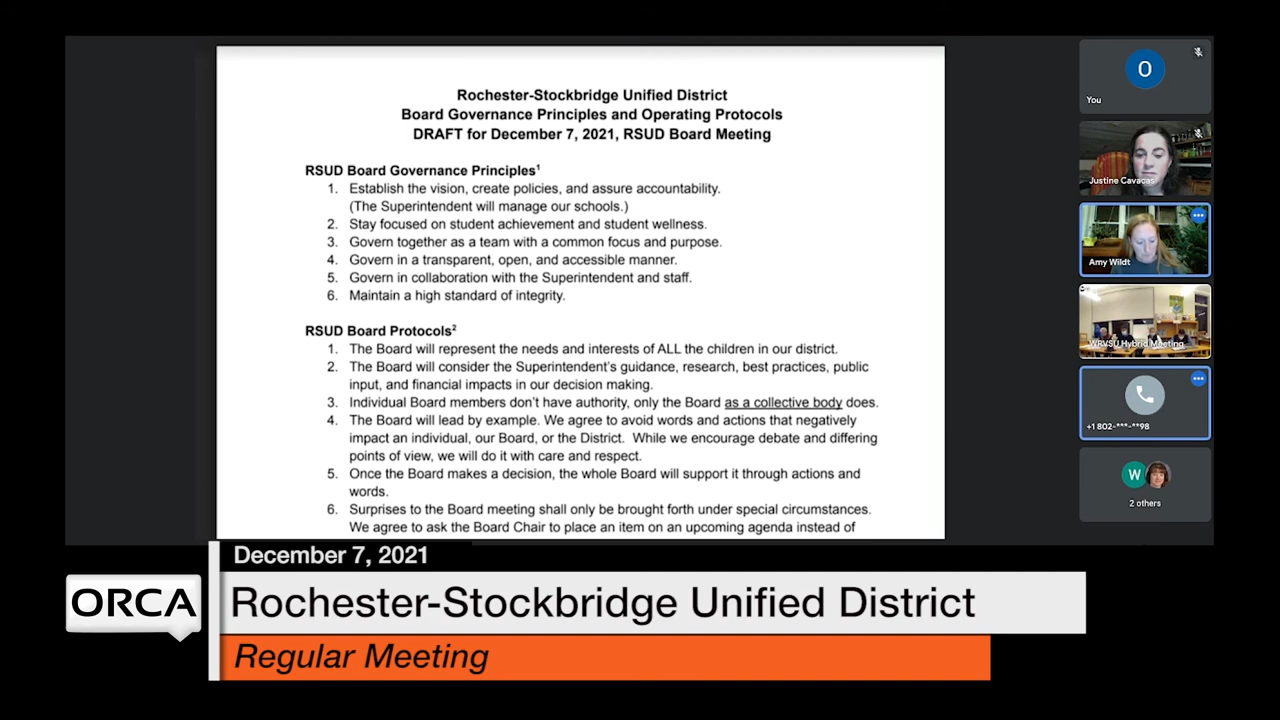 Rochester-Stockbridge Unified District
Board Governance Principles and Operating Protocols
DRAFT for December 7, 2021, RSUD Board Meeting
RSUD Board Governance Principles1
1. Establish the vision, create policies, and assure accountability.
(The Superintendent will manage our schools.)
2. Stay focused on student achievement and student wellness.
3. Govern together as a team with a common focus and purpose.
4. Govern in a transparent, open, and accessible manner.
5. Govern in collaboration with the Superintendent and staff.
6. Maintain a high standard of integrity.
RSUD Board Protocols2
1. The Board will represent the needs and interests of ALL the children in our district.
2. The Board will consider the Superintendent's guidance, research, best practices, public
input, and financial impacts in our decision making.
3. Individual Board members don't have authority, only the Board as a collective body does.
4. The Board will lead by example. We agree to avoid words and actions that negatively
impact an individual, our Board, or the District. While we encourage debate and differing
points of view, we will do it with care and respect.
5. Once the Board makes a decision, the whole Board will support it through actions and
words.
6. Surprises to the Board meeting shall only be brought forth under special circumstances.
We agree to ask the Board Chair to place an item on an upcoming agenda instead of
O
You
Justine Cavacas
Amy Wildt
WRVSU Hybrid Meeting
+1 802-***-**98
W
2 others
December 7, 2021
ORCA
Rochester-Stockbridge Unified District
Regular Meeting